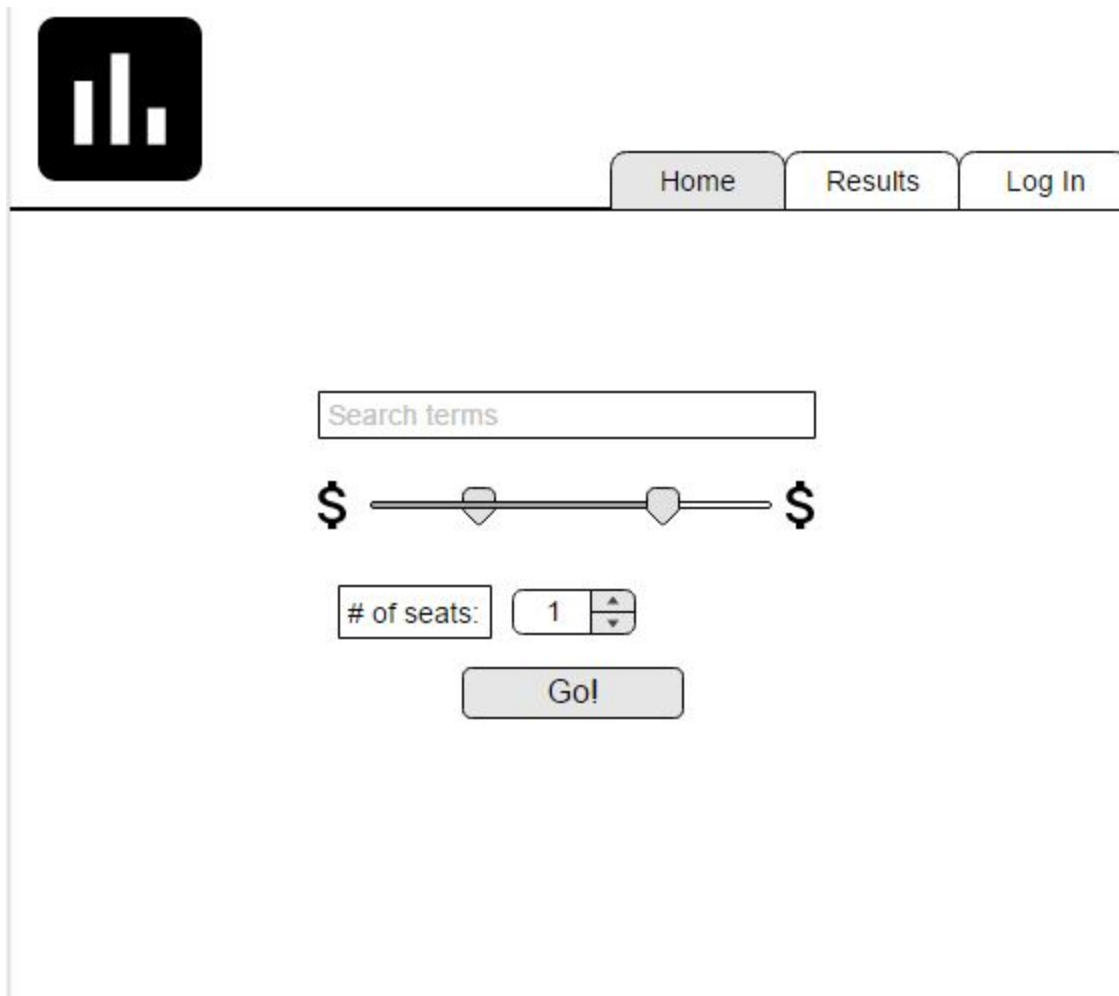 Home Results Log In
Search terms
$ $
# of seats: 1
Go!